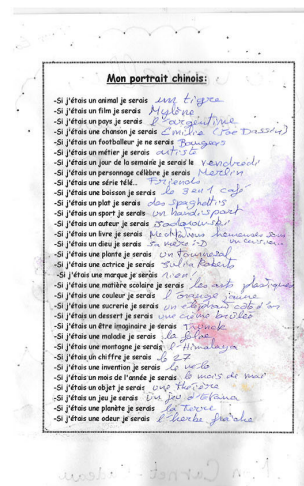 Mon portrait chinois:
-Si j'étais un animal je serais un tigre
-Si j'étais un film je serais Mylène
-Si j'étais un pays je serais l'argentine
-Si j'étais une chanson je serais Emilie (Joe Dassin)
-Si j'étais un footballeur je ne serais
-Si j'étais un métier je serais artiste
-Si j'étais un jour de la semaine je serais le vendredi
-Si j'étais un personnage célèbre je serais Merlin
-Si j'étais une série télé... Friends
-Si j'étais une boisson je serais le 3 en 1 café
-Si j'étais un plat je serais des spaghettis
-Si j'étais un sport je serais un handisport
-Si j'étais un auteur je serais Jodorowski
-Si j'étais un livre je serais
-Si j'étais un dieu je serais sa mère :-D
-Si j'étais une plante je serais un tournesol
-Si j'étais une actrice je serais Julia Roberts
-Si j'étais une marque je serais rien!
-Si j'étais une matière scolaire je serais les arts plastiques
-Si j'étais une couleur je serais l'orange jaune
-Si j'étais une sucrerie je serais un
-Si j'étais un dessert je serais une crème brûlée
-Si j'étais un être imaginaire je serais
-Si j'étais une maladie je serais la folie
-Si j'étais une montagne je serais l'Himalaya
-Si j'étais un chiffre je serais le 27
-Si j'étais une invention je serais le vélo
-Si j'étais un mois de l'année je serais le mois de mai
-Si j'étais un objet je serais une théière
-Si j'étais un jeu je serais un jeu d'
-Si j'étais une planète je serais la Terre
-Si j'étais une odeur je serais l'herbe fraîche